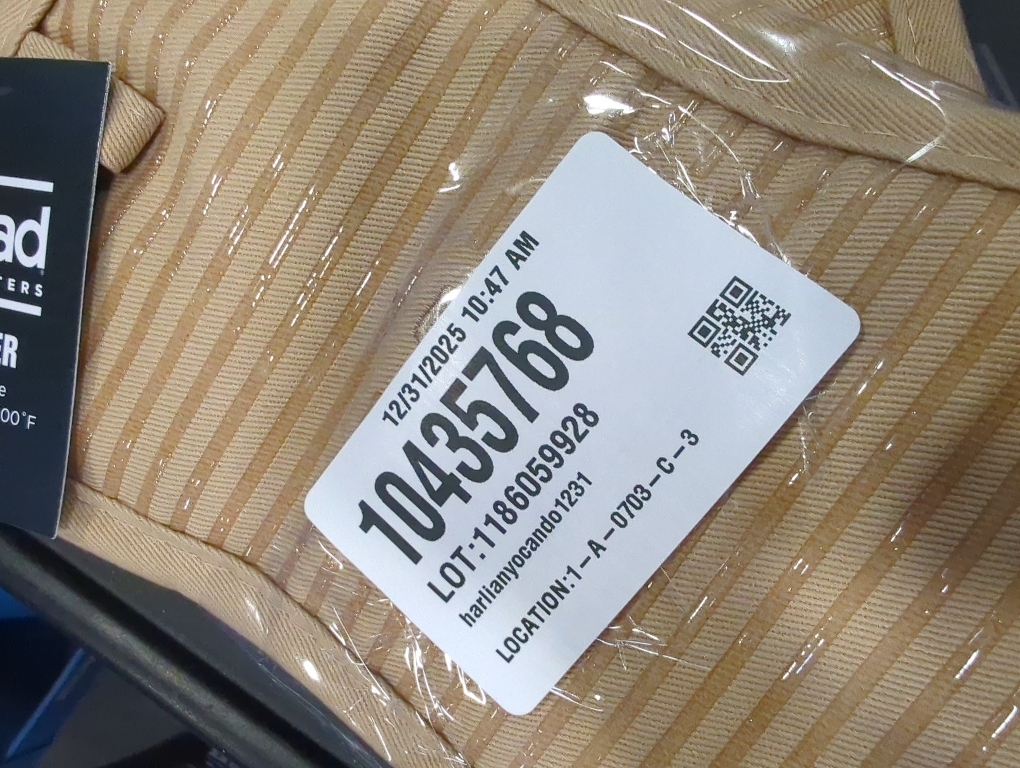 ad
TERS
ER
e
00°F
12/31/2025 10:47 AM
10435768
LOT:1186059928
harlianyocando1231
LOCATION:1-A-0703-C-3